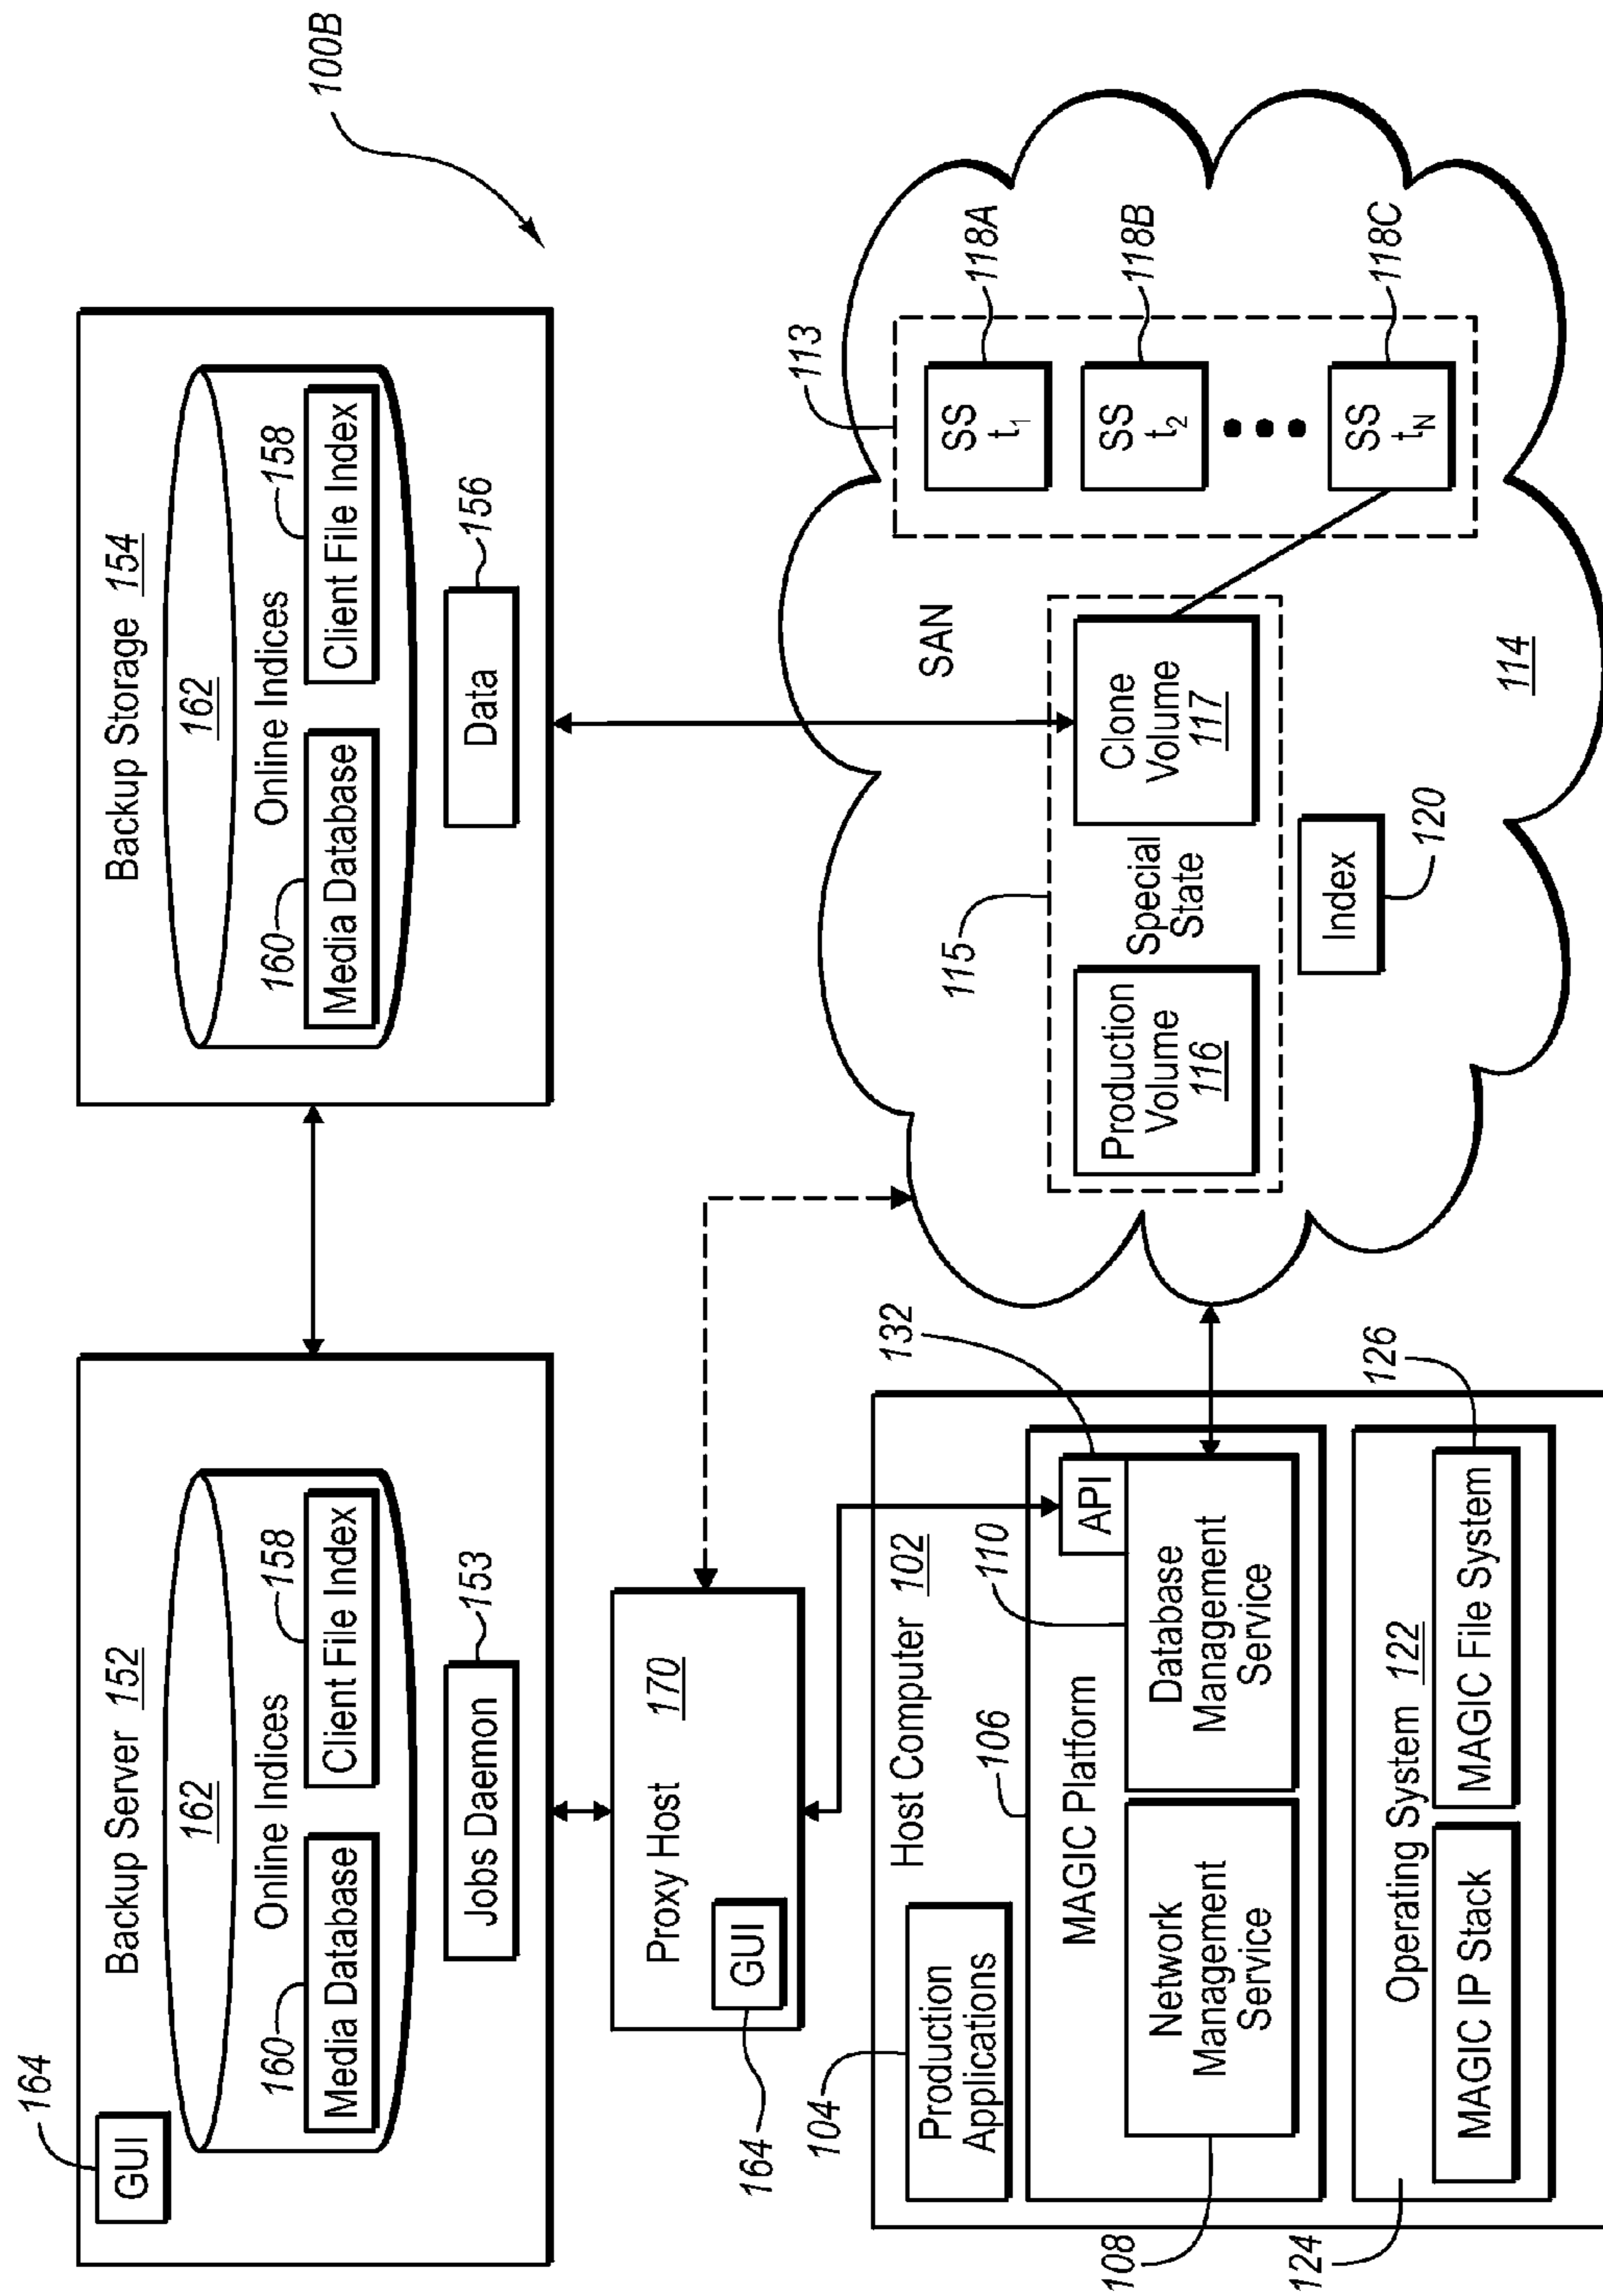 100B
164
GUI
Backup Server 152
162
Online Indices
160
Media Database
158
Client File Index
Jobs Daemon
153
Backup Storage 154
162
Online Indices
160
Media Database
158
Client File Index
Data
156
Proxy Host
170
GUI
164
Host Computer 102
104
Production
Applications
106
MAGIC Platform
110
API
132
Network
Management
Service
108
Database
Management
Service
Operating System 122
124
MAGIC IP Stack
MAGIC File System
126
SAN
113
SS
t1
118A
SS
t2
118B
SS
tN
118C
115
Production
Volume
116
Special
State
Clone
Volume
117
Index
120
114